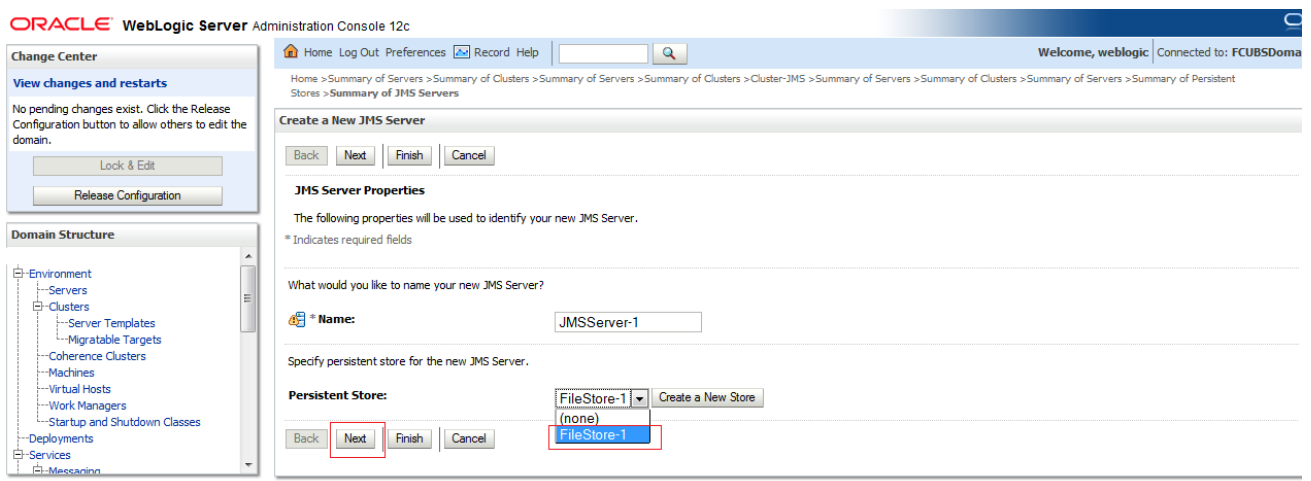 ORACLE WebLogic Server Administration Console 12c
Change Center
View changes and restarts
No pending changes exist. Click the Release
Configuration button to allow others to edit the
domain.
Lock & Edit
Release Configuration
Domain Structure
Environment
Servers
Clusters
Server Templates
Migratable Targets
Coherence Clusters
Machines
Virtual Hosts
Work Managers
Startup and Shutdown Classes
Deployments
Services
Messaging
Home Log Out Preferences Record Help
Welcome, weblogic Connected to: FCUBSDoma
Home >Summary of Servers >Summary of Clusters >Summary of Servers >Summary of Clusters >Cluster-JMS >Summary of Servers >Summary of Clusters >Summary of Servers >Summary of Persistent
Stores >Summary of JMS Servers
Create a New JMS Server
Back Next Finish Cancel
JMS Server Properties
The following properties will be used to identify your new JMS Server.
* Indicates required fields
What would you like to name your new JMS Server?
* Name: JMSServer-1
Specify persistent store for the new JMS Server.
Persistent Store: FileStore-1 Create a New Store
(none)
FileStore-1
Back Next Finish Cancel